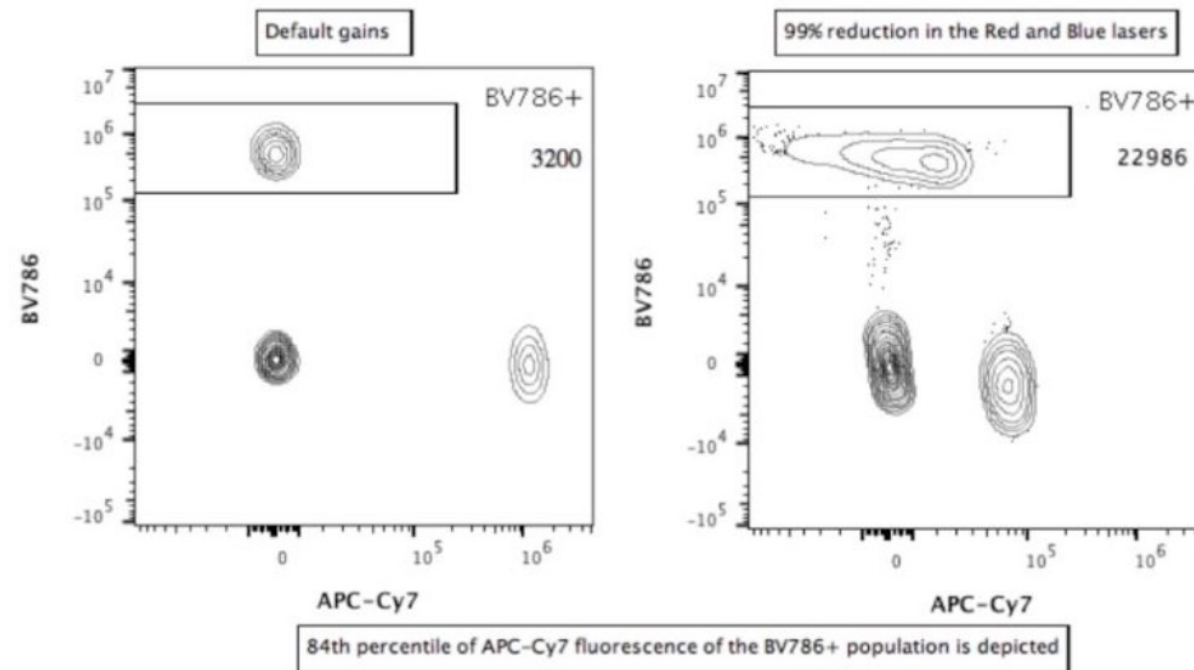 Default gains
99% reduction in the Red and Blue lasers
10^7
10^6
10^5
10^4
0
-10^4
-10^5
BV786
BV786+
3200
0
10^5
10^6
APC-Cy7
10^7
10^6
10^5
10^4
0
-10^4
-10^5
BV786
BV786+
22986
0
10^5
10^6
APC-Cy7
84th percentile of APC-Cy7 fluorescence of the BV786+ population is depicted